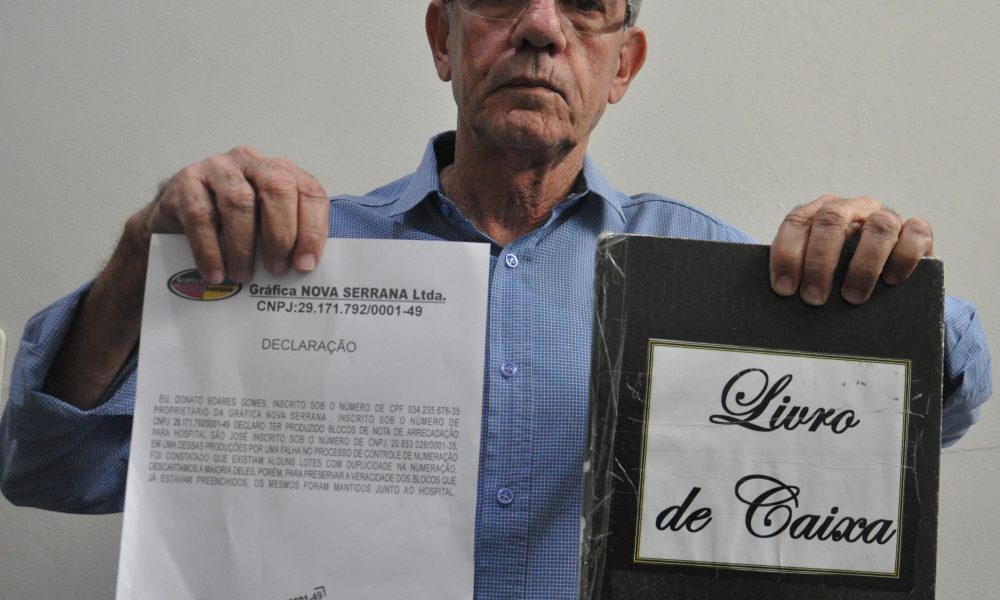 Gráfica
Serrana
Gráfica NOVA SERRANA Ltda.
CNPJ:29.171.792/0001-49
DECLARAÇÃO
EU, DONATO SOARES GOMES, INSCRITO SOB O NÚMERO DE CPF 034.235.676-35
PROPRIETÁRIO DA GRÁFICA NOVA SERRANA , INSCRITO SOB O NÚMERO DE
CNPJ 29.171.792/0001-49 DECLARO TER PRODUZIDO BLOCOS DE NOTA DE ARRECADAÇÃO
PARA HOSPITAL SÃO JOSÉ INSCRITO SOB O NÚMERO DE CNPJ. 20.653.028/0001-35,
EM UMA DESSAS PRODUÇÕES POR UMA FALHA NO PROCESSO DE CONTROLE DE NUMERAÇÃO
FOI CONSTATADO QUE EXISTIAM ALGUNS LOTES COM DUPLICIDADE NA NUMERAÇÃO,
DESCARTAMOS A MAIORIA DELES, PORÉM, PARA PRESERVAR A VERACIDADE DOS BLOCOS QUE
JÁ ESTAVAM PREENCHIDOS, OS MESMOS FORAM MANTIDOS JUNTO AO HOSPITAL.
0001-49
Livro
de Caixa